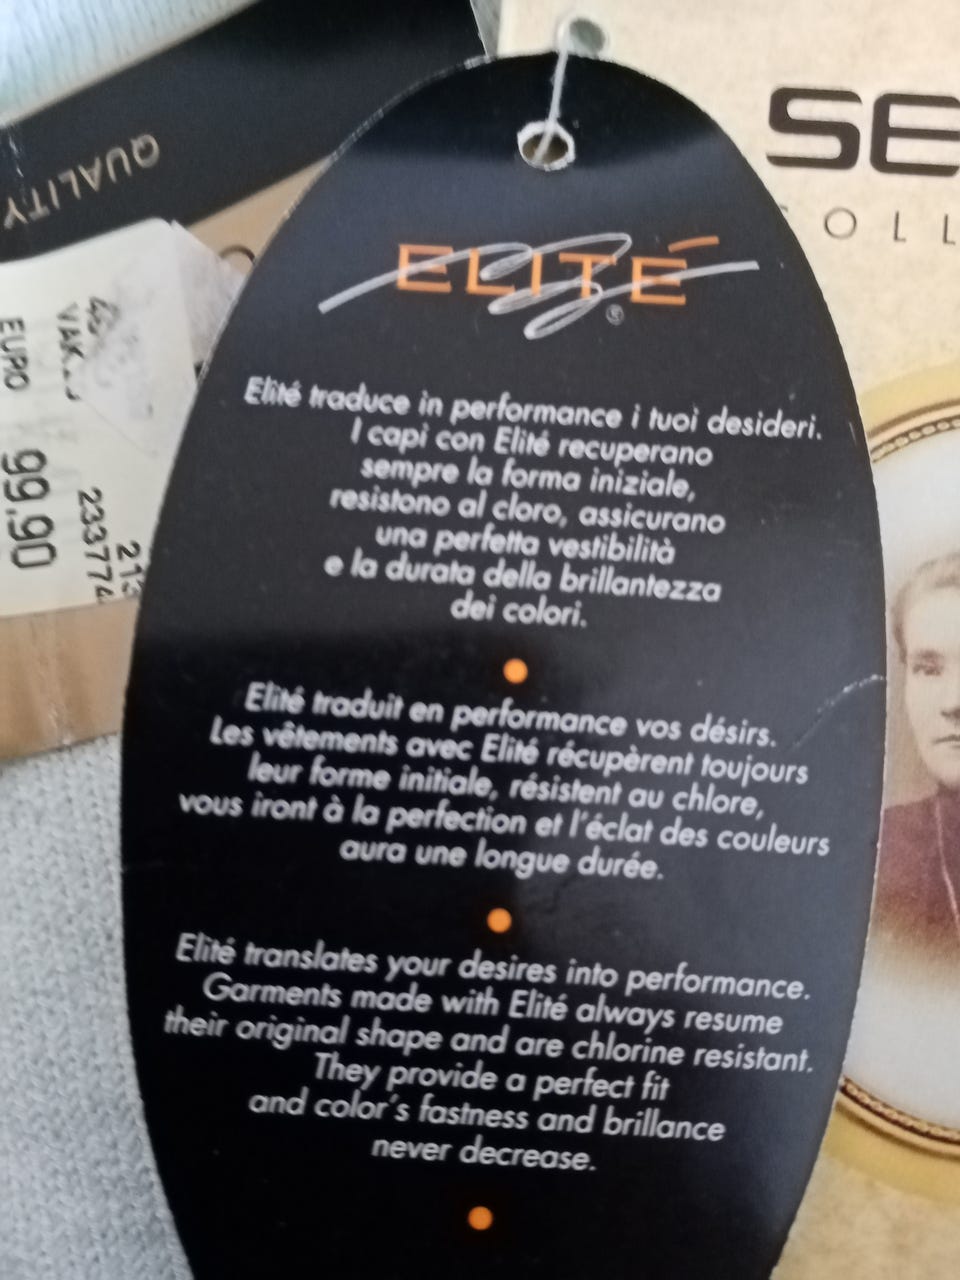 QUALITY
SE
OLL
EURO 99.90
233774
213
ELITÉ
®
Elité traduce in performance i tuoi desideri.
I capi con Elité recuperano
sempre la forma iniziale,
resistono al cloro, assicurano
una perfetta vestibilità
e la durata della brillantezza
dei colori.
Elité traduit en performance vos désirs.
Les vêtements avec Elité récupèrent toujours
leur forme initiale, résistent au chlore,
vous iront à la perfection et l'éclat des couleurs
aura une longue durée.
Elité translates your desires into performance.
Garments made with Elité always resume
their original shape and are chlorine resistant.
They provide a perfect fit
and color's fastness and brillance
never decrease.